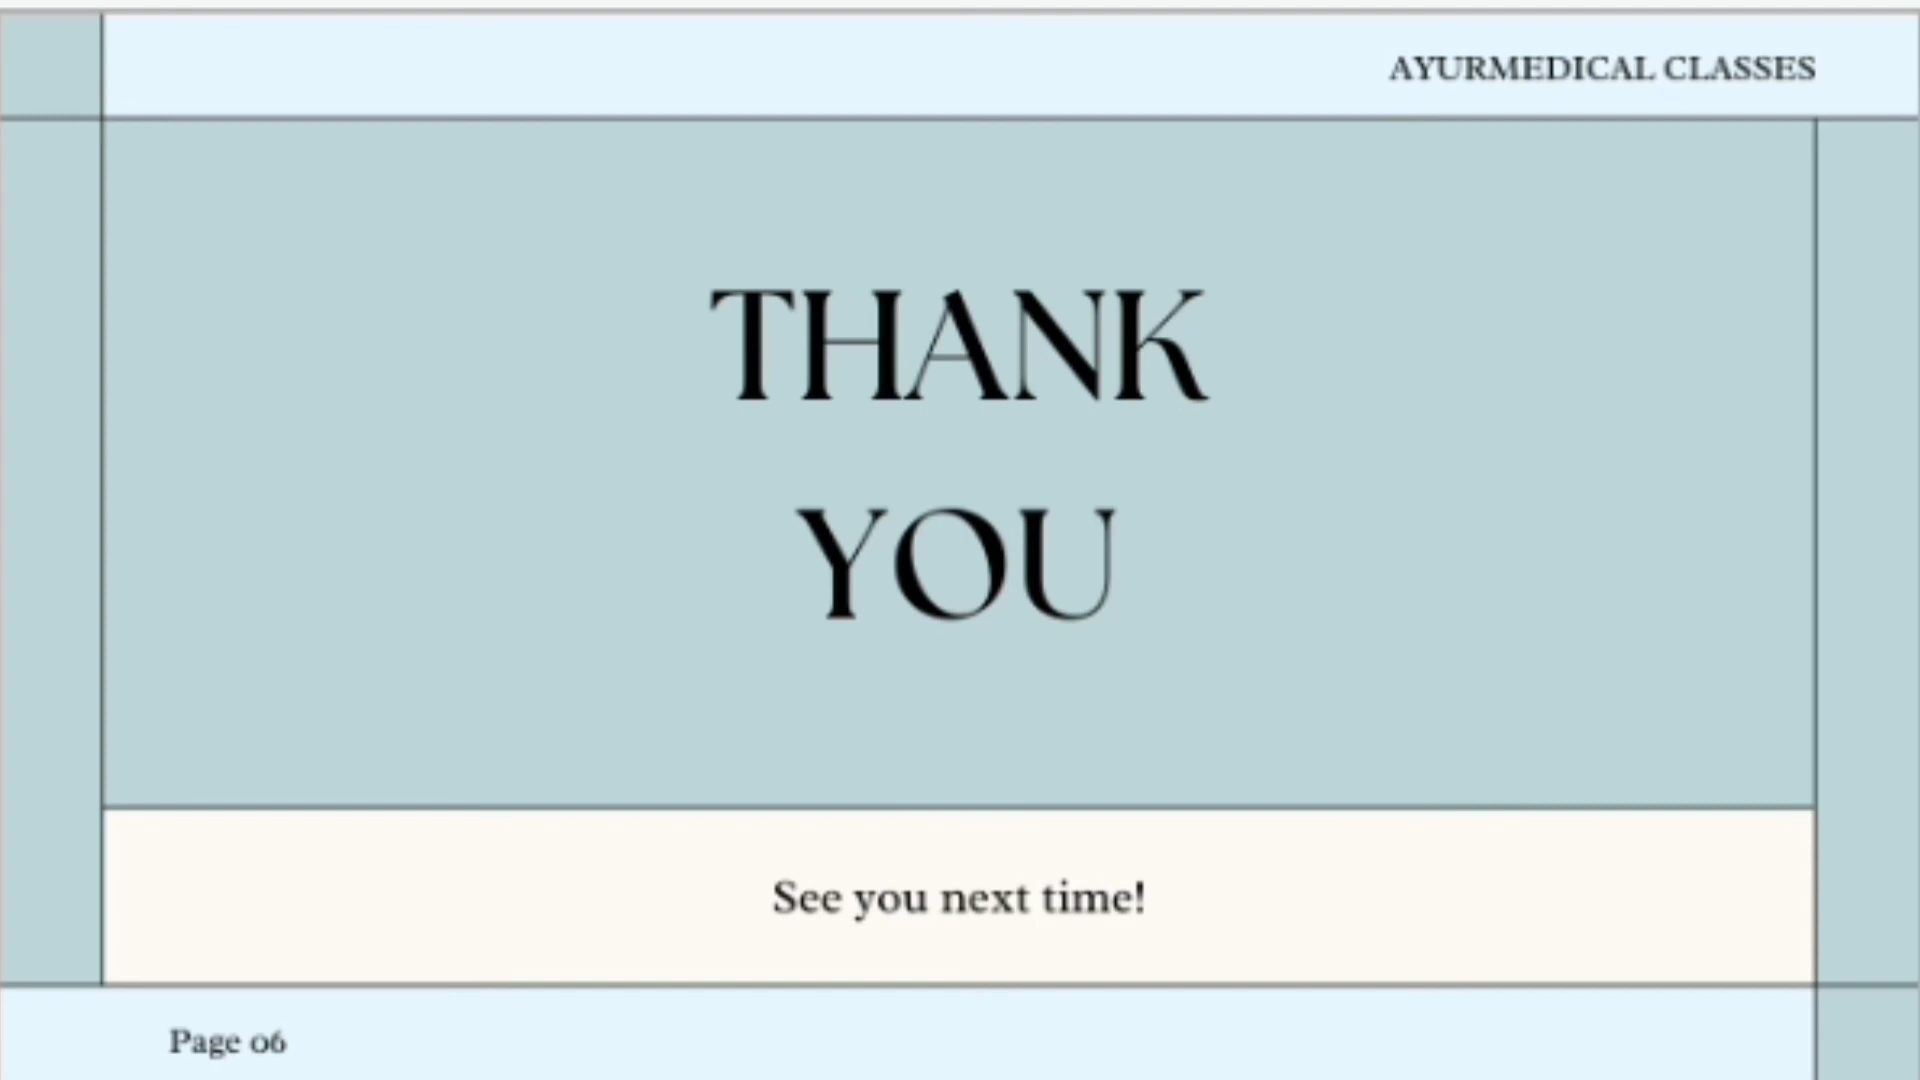 AYURMEDICAL CLASSES
THANK
YOU
See you next time!
Page 06